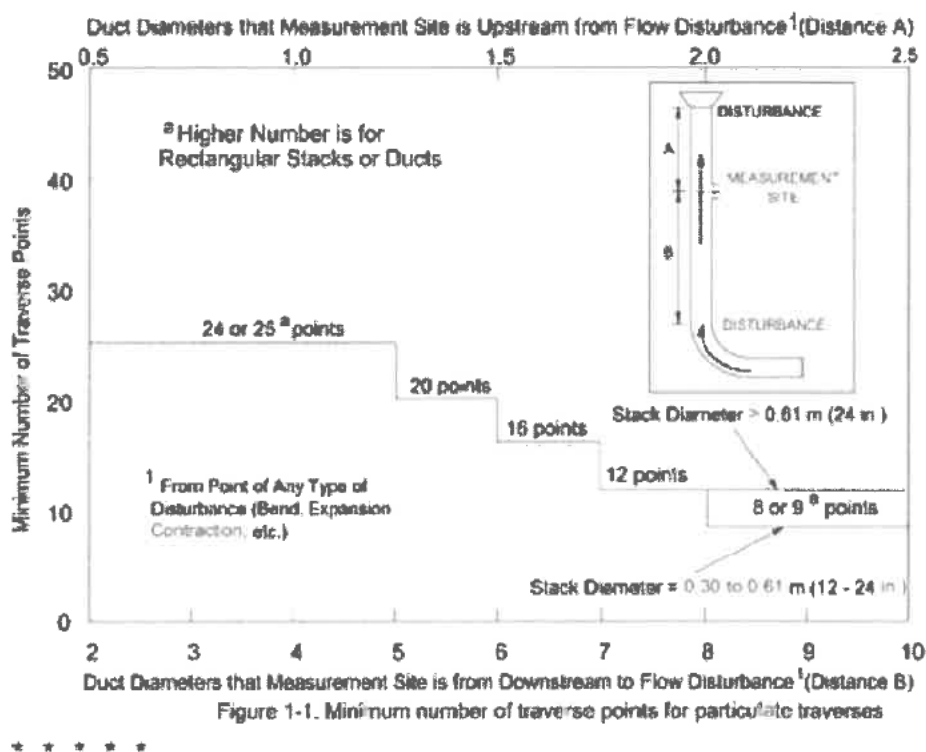 Duct Diameters that Measurement Site is Upstream from Flow Disturbance¹(Distance A)
0.5 1.0 1.5 2.0 2.5
50
40
30
20
10
0
Minimum Number of Traverse Points
ª Higher Number is for
Rectangular Stacks or Ducts
DISTURBANCE
A
MEASUREMENT
SITE
B
DISTURBANCE
24 or 25 ª points
20 points
16 points
12 points
8 or 9 ª points
Stack Diameter > 0.61 m (24 in.)
¹ From Point of Any Type of
Disturbance (Bend, Expansion
Contraction, etc.)
Stack Diameter = 0.30 to 0.61 m (12 - 24 in.)
2 3 4 5 6 7 8 9 10
Duct Diameters that Measurement Site is from Downstream to Flow Disturbance¹(Distance B)
Figure 1-1. Minimum number of traverse points for particulate traverses
* * * * *